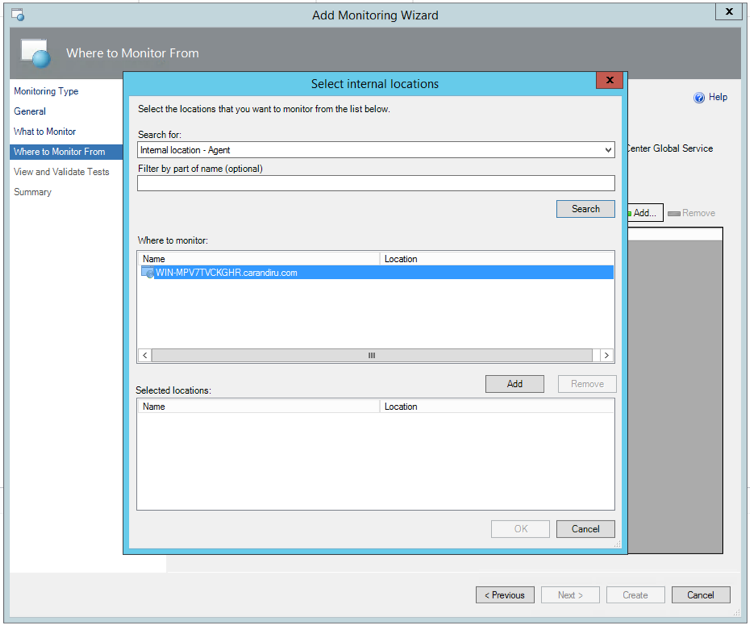 Add Monitoring Wizard
x
Where to Monitor From
Monitoring Type
General
What to Monitor
Where to Monitor From
View and Validate Tests
Summary
Help
Center Global Service
Add...
Remove
Select internal locations
x
Select the locations that you want to monitor from the list below.
Search for:
Internal location - Agent
Filter by part of name (optional)
Search
Where to monitor:
Name Location
WIN-MPV7TVCKGHR.carandiru.com
Add Remove
Selected locations:
Name Location
OK Cancel
< Previous Next > Create Cancel